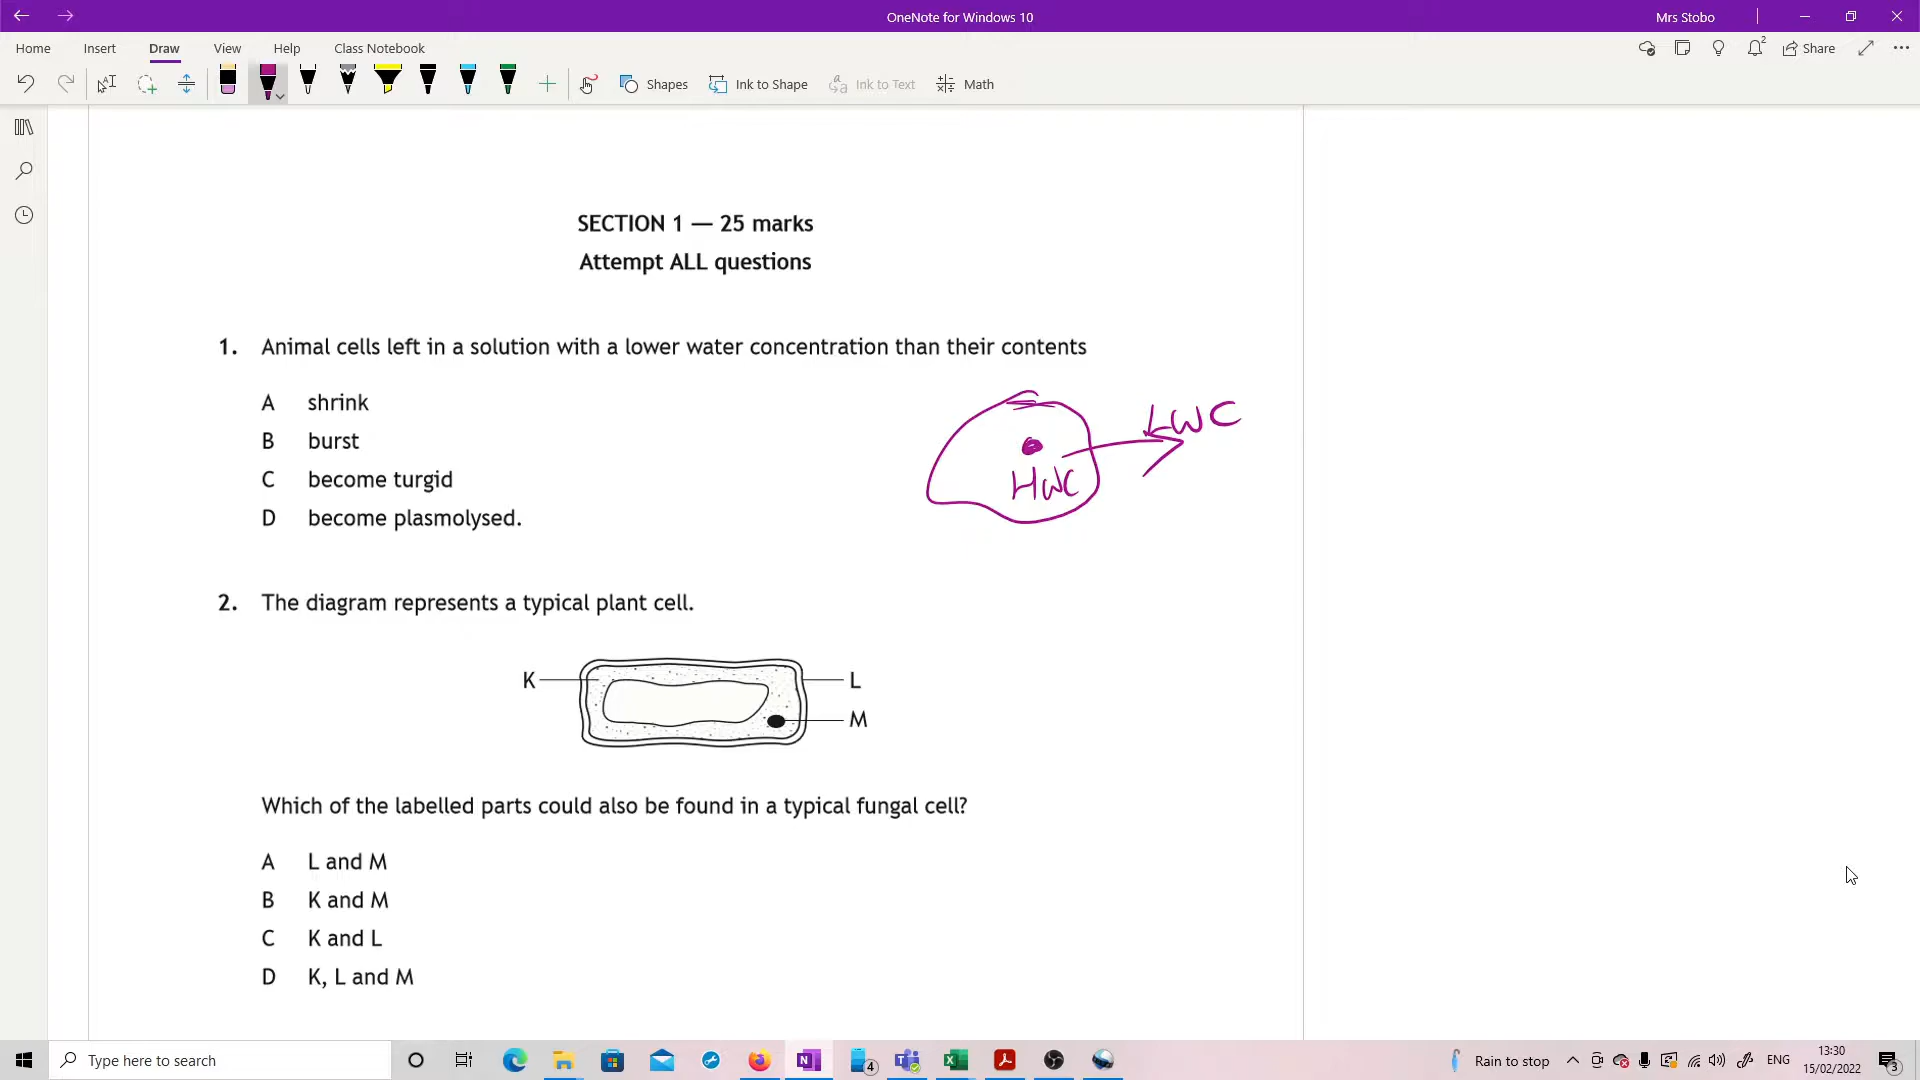 OneNote for Windows 10
Mrs Stobo
Home Insert Draw View Help Class Notebook
2
Share
Shapes
Ink to Shape
Ink to Text
Math
SECTION 1 — 25 marks
Attempt ALL questions
1. Animal cells left in a solution with a lower water concentration than their contents
A shrink
B burst
C become turgid
D become plasmolysed.
HWC
LWC
2. The diagram represents a typical plant cell.
K
L
M
Which of the labelled parts could also be found in a typical fungal cell?
A L and M
B K and M
C K and L
D K, L and M
Type here to search
4
Rain to stop
ENG
13:30
15/02/2022
3